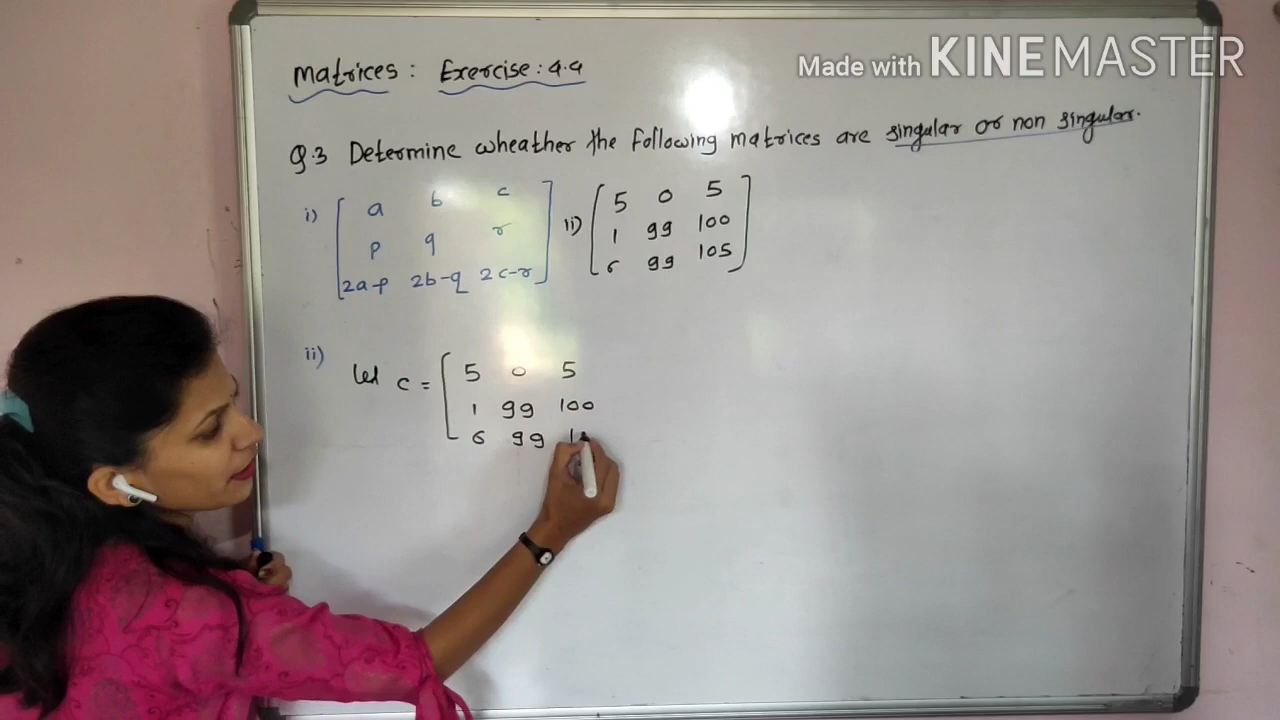 Made with KINEMASTER
Matrices : Exercise : 4.4
Q.3 Determine wheather the following matrices are singular or non singular.
i) [ a b c ii) [ 5 0 5 ]
p q r 1 99 100
2a-p 2b-q 2c-r ] 6 99 105
ii) Let C = [ 5 0 5
1 99 100
6 99 1